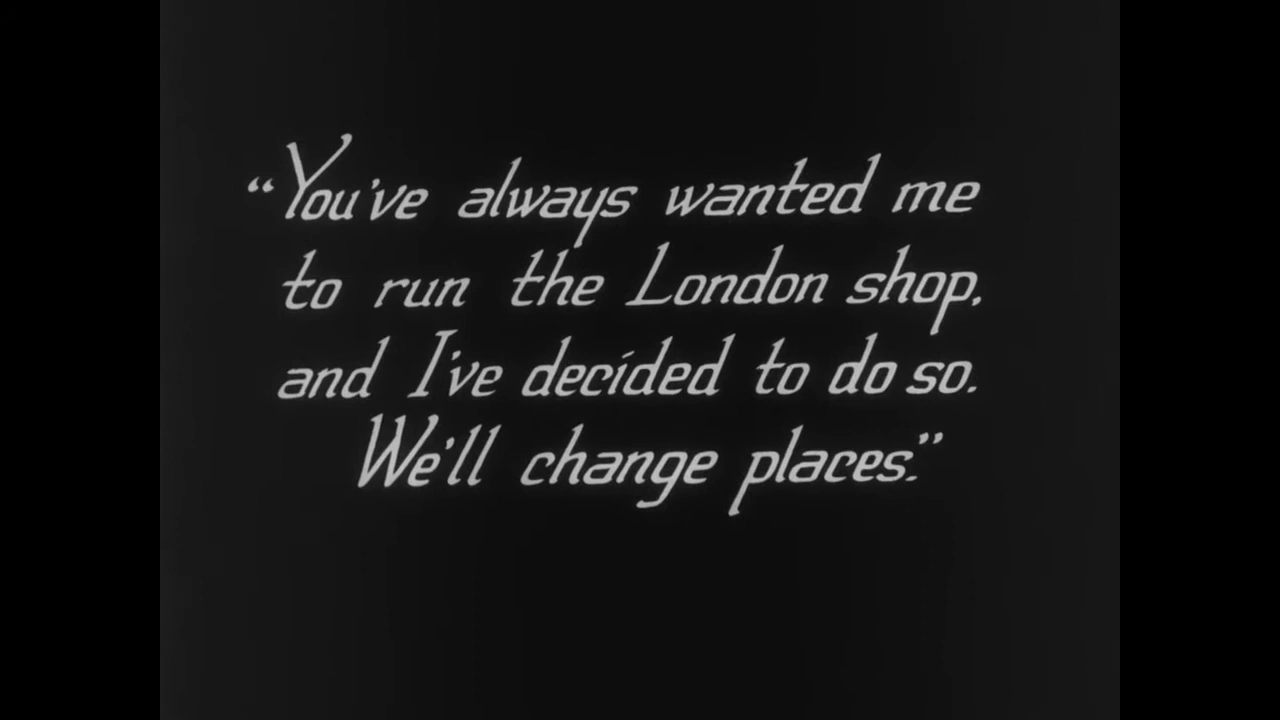 “You've always wanted me
to run the London shop,
and I've decided to do so.
We'll change places.”